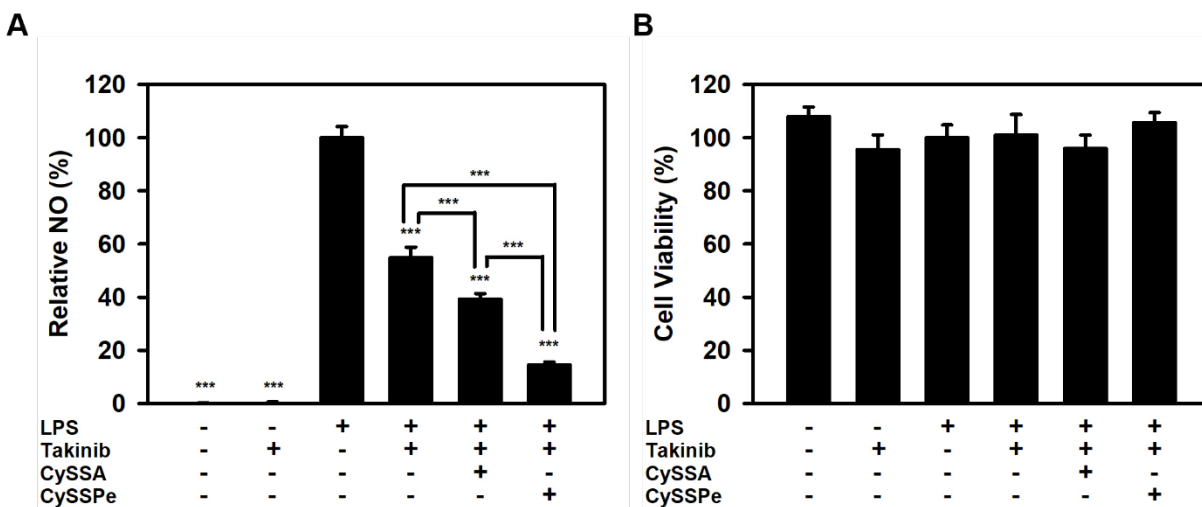 A
B
Relative NO (%)
120
100
80
60
40
20
0
***
***
***
***
***
***
***
***
LPS - - + + + +
Takinib - + - + + +
CySSA - - - - + -
CySSPe - - - - - +
Cell Viability (%)
120
100
80
60
40
20
0
LPS - - + + + +
Takinib - + - + + +
CySSA - - - - + -
CySSPe - - - - - +